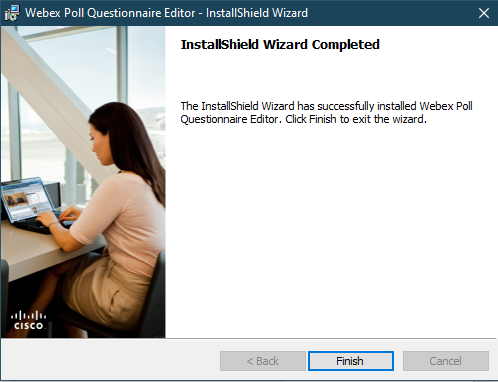 Webex Poll Questionnaire Editor - InstallShield Wizard
InstallShield Wizard Completed
The InstallShield Wizard has successfully installed Webex Poll
Questionnaire Editor. Click Finish to exit the wizard.
CISCO
< Back
Finish
Cancel